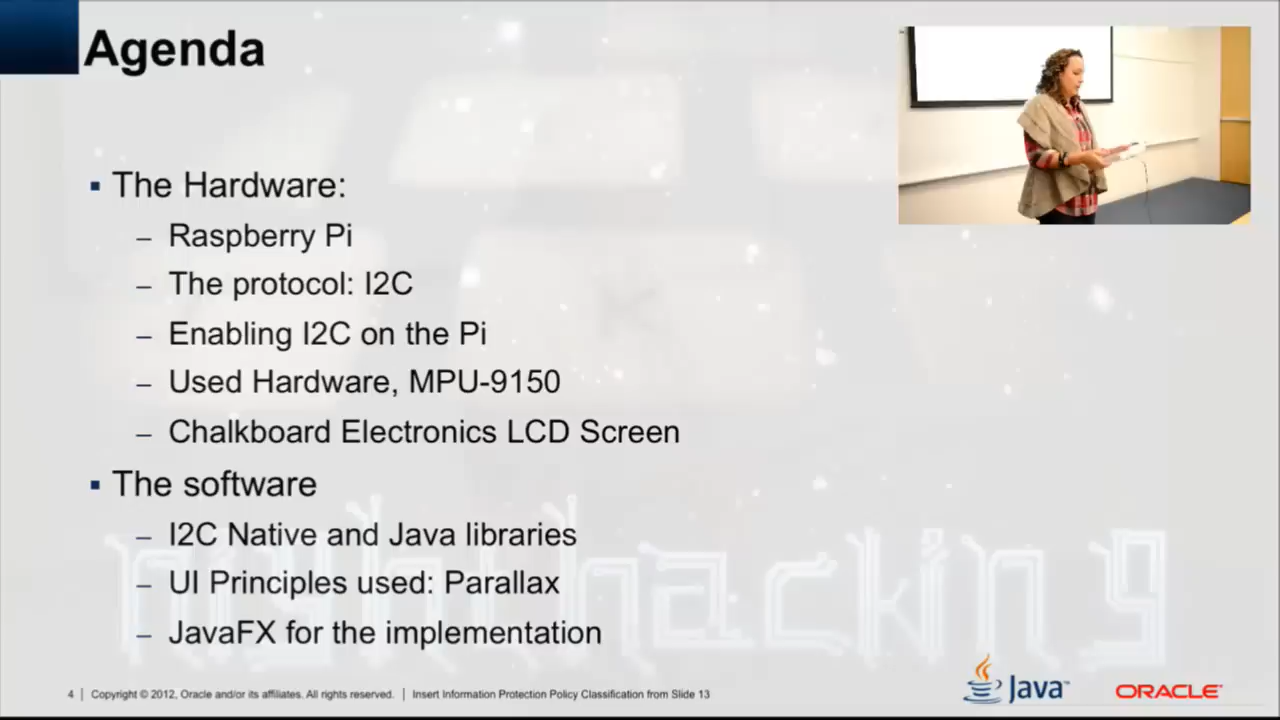 Agenda
▪ The Hardware:
– Raspberry Pi
– The protocol: I2C
– Enabling I2C on the Pi
– Used Hardware, MPU-9150
– Chalkboard Electronics LCD Screen
▪ The software
– I2C Native and Java libraries
– UI Principles used: Parallax
– JavaFX for the implementation
nighthacking
4 | Copyright © 2012, Oracle and/or its affiliates. All rights reserved. | Insert Information Protection Policy Classification from Slide 13
Java™ ORACLE®